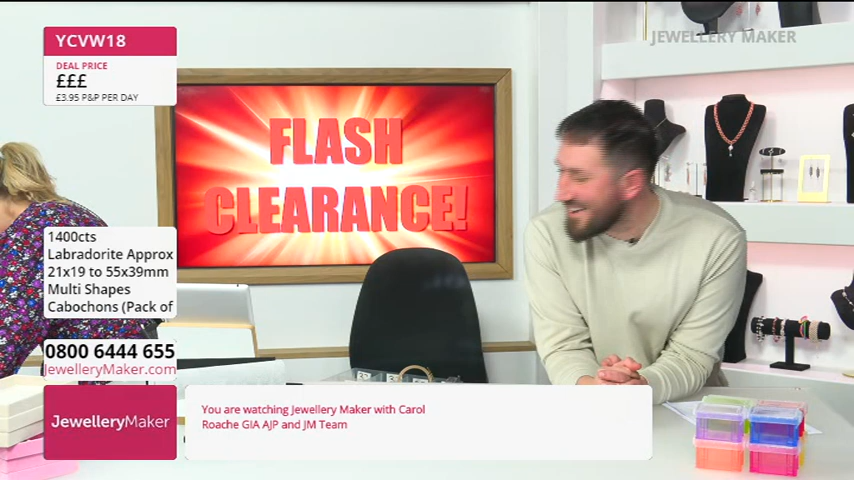 YCVW18
DEAL PRICE
£££
£3.95 P&P PER DAY
JEWELLERY MAKER
FLASH
CLEARANCE!
1400cts
Labradorite Approx
21x19 to 55x39mm
Multi Shapes
Cabochons (Pack of
0800 6444 655
JewelleryMaker.com
JewelleryMaker
You are watching Jewellery Maker with Carol
Roache GIA AJP and JM Team